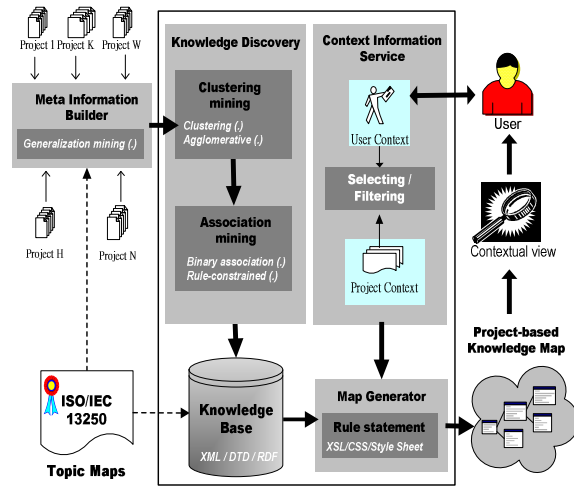 Project I
Project K
Project W
Meta Information
Builder
Generalization mining (.)
Project H
Project N
ISO/IEC
13250
Topic Maps
Knowledge Discovery
Clustering
mining
Clustering (.)
Agglomerative (.)
Association
mining
Binary association (.)
Rule-constrained (.)
Knowledge
Base
XML / DTD / RDF
Context Information
Service
User Context
Selecting /
Filtering
Project Context
Map Generator
Rule statement
XSL/CSS/Style Sheet
User
Contextual view
Project-based
Knowledge Map